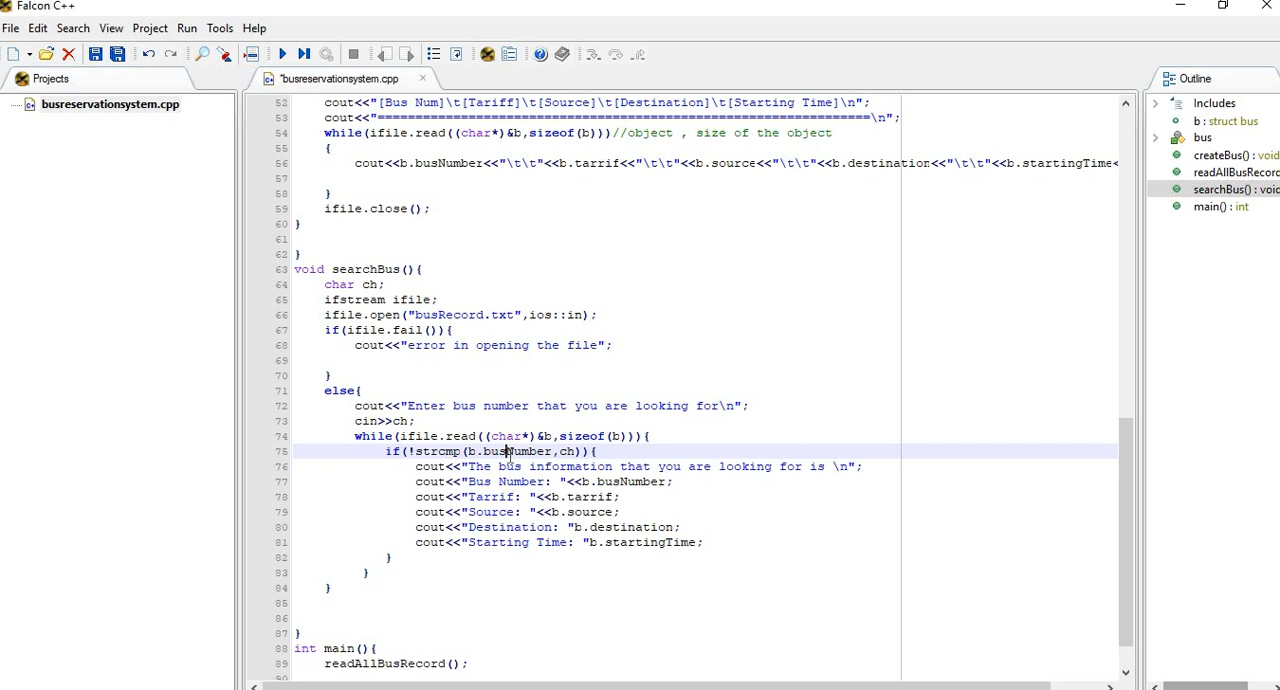 Falcon C++
File Edit Search View Project Run Tools Help
Projects
*busreservationsystem.cpp
Outline
busreservationsystem.cpp
52 cout<<"[Bus Num]\t[Tariff]\t[Source]\t[Destination]\t[Starting Time]\n";
53 cout<<"=================================================================\n";
54 while(ifile.read((char*)&b,sizeof(b)))//object , size of the object
55 {
56 cout<<b.busNumber<<"\t\t"<<b.tarrif<<"\t\t"<<b.source<<"\t\t"<<b.destination<<"\t\t"<<b.startingTime<
57
58 }
59 ifile.close();
60 }
61
62 }
63 void searchBus(){
64 char ch;
65 ifstream ifile;
66 ifile.open("busRecord.txt",ios::in);
67 if(ifile.fail()){
68 cout<<"error in opening the file";
69
70 }
71 else{
72 cout<<"Enter bus number that you are looking for\n";
73 cin>>ch;
74 while(ifile.read((char*)&b,sizeof(b))){
75 if(!strcmp(b.busNumber,ch)){
76 cout<<"The bus information that you are looking for is \n";
77 cout<<"Bus Number: "<<b.busNumber;
78 cout<<"Tarrif: "<<b.tarrif;
79 cout<<"Source: "<<b.source;
80 cout<<"Destination: "b.destination;
81 cout<<"Starting Time: "b.startingTime;
82 }
83 }
84 }
85
86
87 }
88 int main(){
89 readAllBusRecord();
Includes
b : struct bus
bus
createBus() : void
readAllBusRecord
searchBus() : void
main() : int